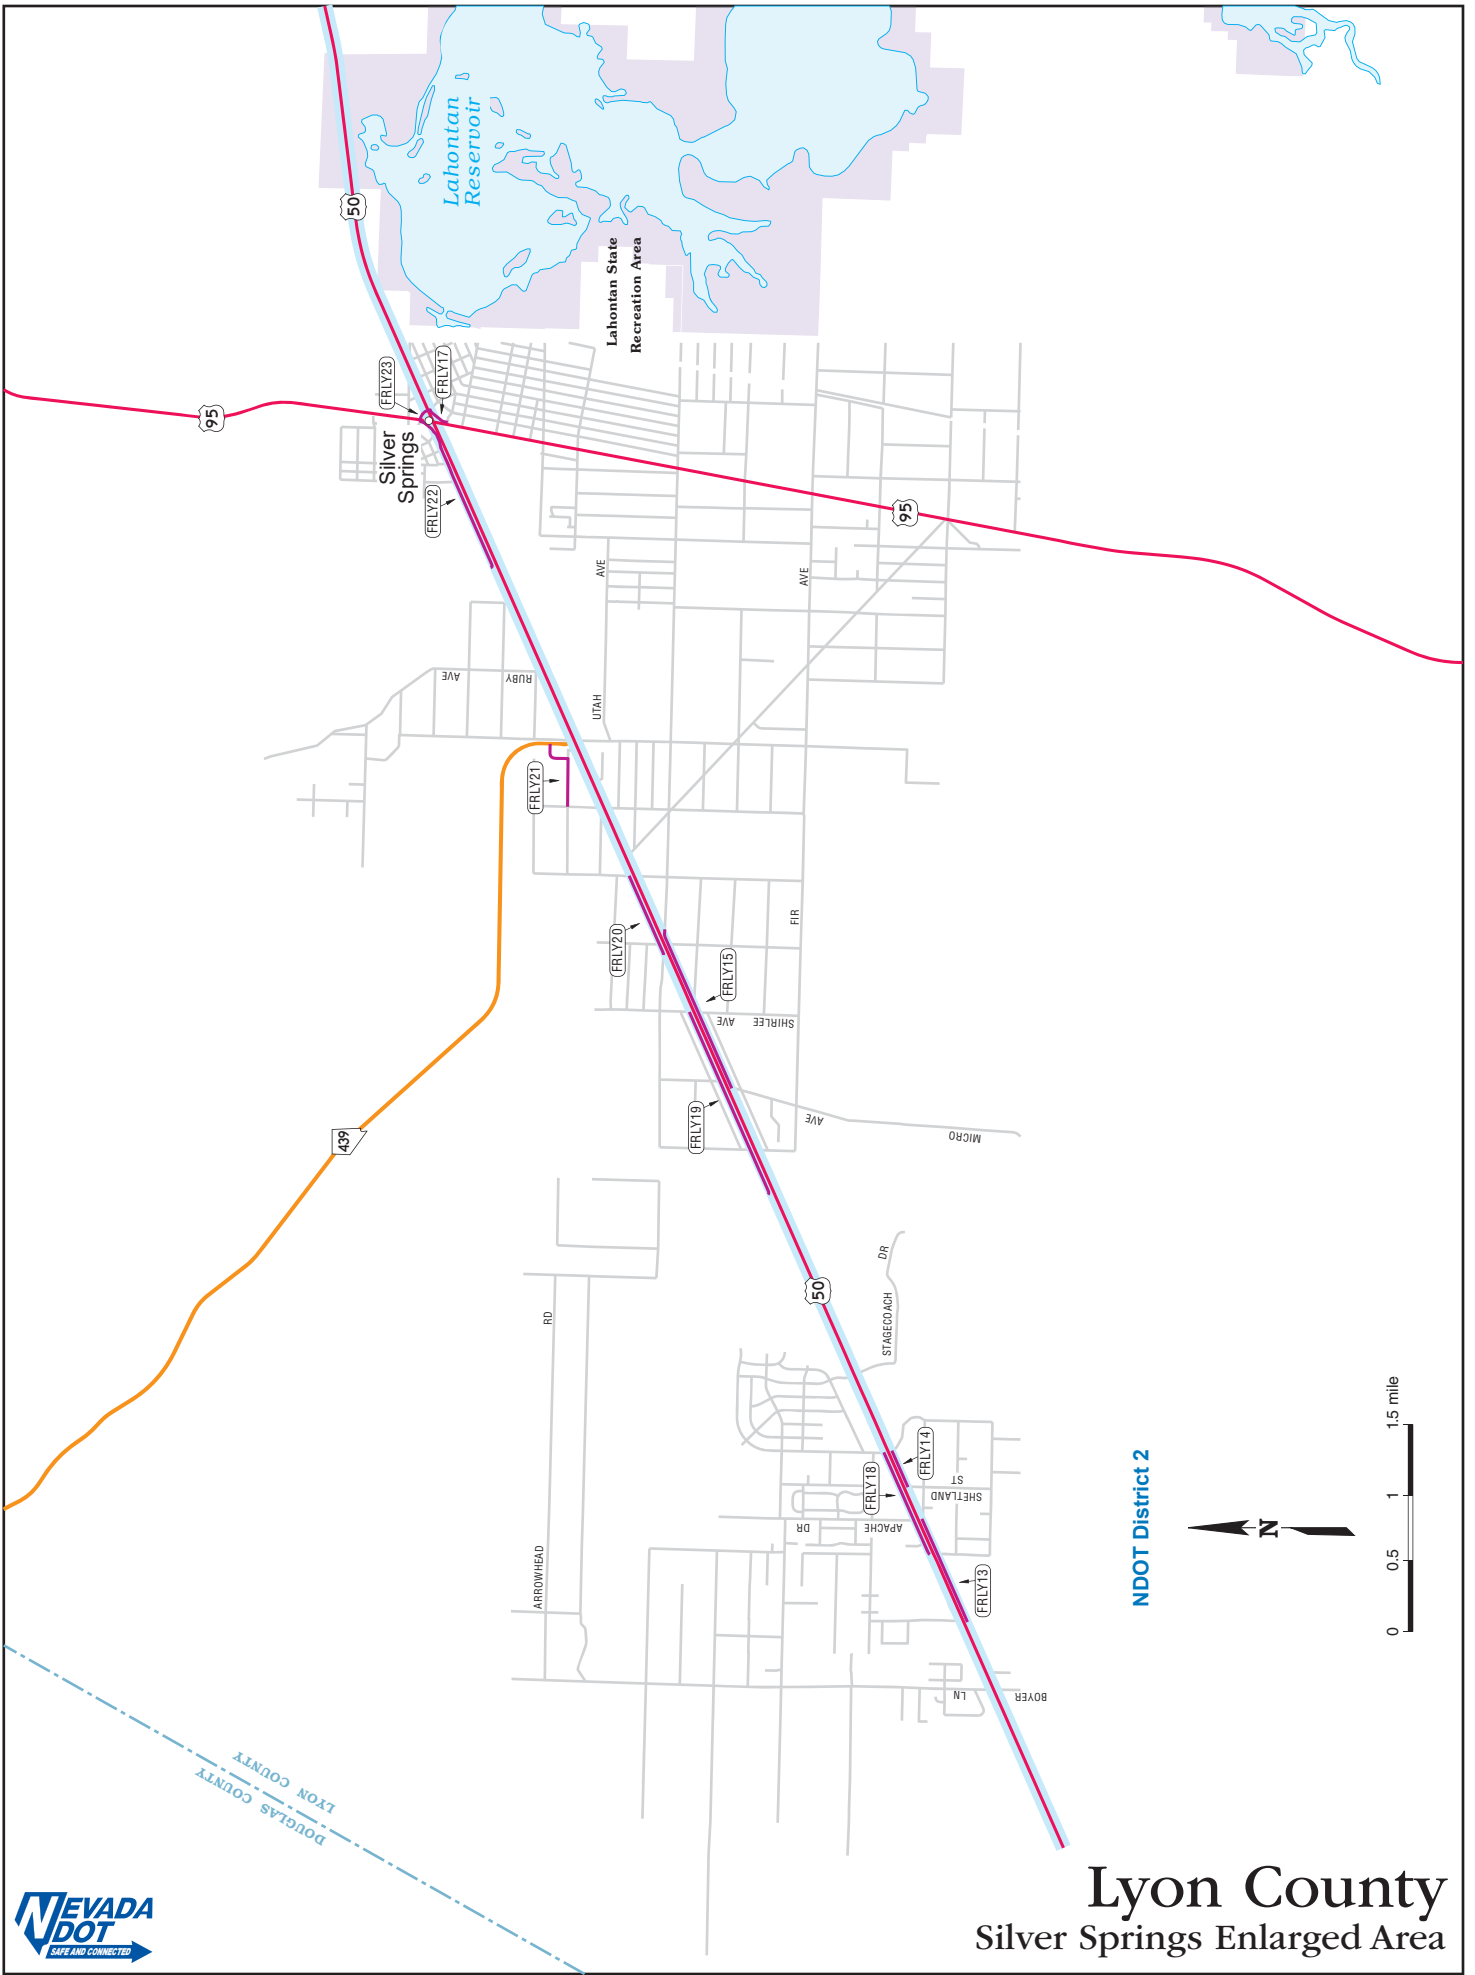 50
Lahontan
Reservoir
Lahontan State
Recreation Area
95
FRLY23
FRLY17
Silver
Springs
FRLY22
95
AVE
AVE
AVE
RUBY
UTAH
FRLY21
FRLY20
FIR
FRLY15
AVE
SHIRLEE
439
FRLY19
AVE
MICRO
DR
50
STAGECOACH
RD
ARROWHEAD
FRLY14
FRLY18
ST
SHETLAND
DR
APACHE
FRLY13
LN
BOYER
NDOT District 2
N
0
0.5
1
1.5 mile
LYON COUNTY
DOUGLAS COUNTY
NEVADA
DOT
SAFE AND CONNECTED
Lyon County
Silver Springs Enlarged Area